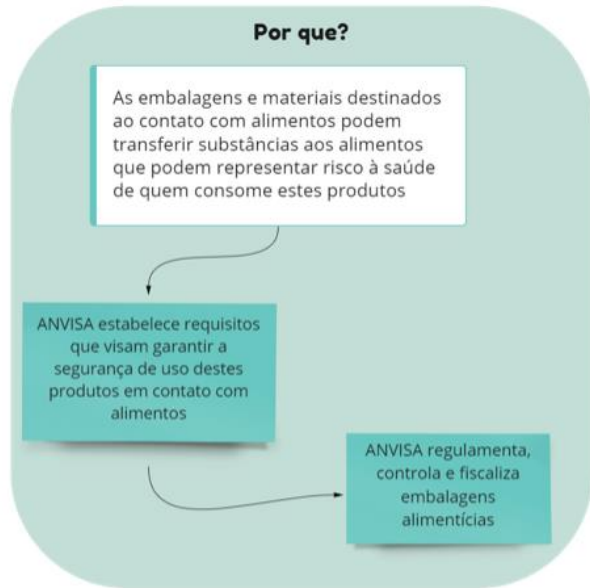 Por que?
As embalagens e materiais destinados
ao contato com alimentos podem
transferir substâncias aos alimentos
que podem representar risco à saúde
de quem consome estes produtos
ANVISA estabelece requisitos
que visam garantir a
segurança de uso destes
produtos em contato com
alimentos
ANVISA regulamenta,
controla e fiscaliza
embalagens
alimentícias